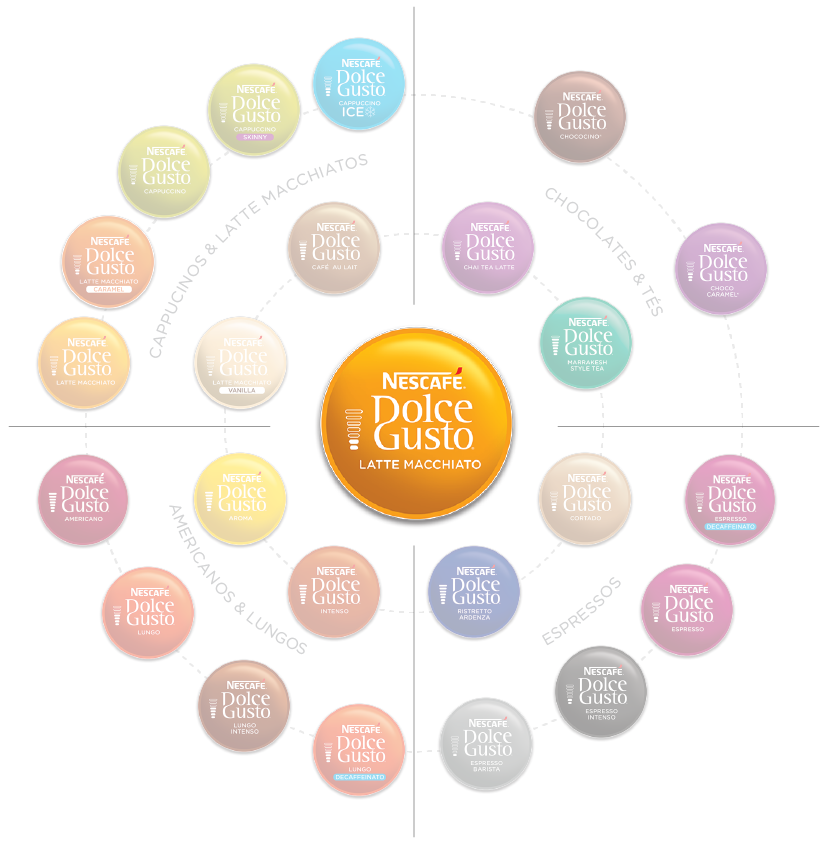 NESCAFÉ
Dolce
Gusto
CAPPUCCINO
ICE
NESCAFÉ
Dolce
Gusto
CAPPUCCINO
SKINNY
NESCAFÉ
Dolce
Gusto
CAPPUCCINO
NESCAFÉ
Dolce
Gusto
LATTE MACCHIATO
CARAMEL
NESCAFÉ
Dolce
Gusto
LATTE MACCHIATO
CAPPUCINOS & LATTE MACCHIATOS
NESCAFÉ
Dolce
Gusto
CAFÉ AU LAIT
NESCAFÉ
Dolce
Gusto
LATTE MACCHIATO
VANILLA
NESCAFÉ
Dolce
Gusto
CHOCOCINO
CHOCOLATES & TÉS
NESCAFÉ
Dolce
Gusto
CHAI TEA LATTE
NESCAFÉ
Dolce
Gusto
CHOCO
CARAMEL
NESCAFÉ
Dolce
Gusto
MARRAKESH
STYLE TEA
NESCAFÉ
Dolce
Gusto
LATTE MACCHIATO
NESCAFÉ
Dolce
Gusto
AMERICANO
NESCAFÉ
Dolce
Gusto
AROMA
AMERICANOS & LUNGOS
NESCAFÉ
Dolce
Gusto
INTENSO
NESCAFÉ
Dolce
Gusto
LUNGO
NESCAFÉ
Dolce
Gusto
LUNGO
INTENSO
NESCAFÉ
Dolce
Gusto
LUNGO
DECAFFEINATO
NESCAFÉ
Dolce
Gusto
CORTADO
NESCAFÉ
Dolce
Gusto
ESPRESSO
DECAFFEINATO
NESCAFÉ
Dolce
Gusto
RISTRETTO
ARDENZA
ESPRESSOS
NESCAFÉ
Dolce
Gusto
ESPRESSO
NESCAFÉ
Dolce
Gusto
ESPRESSO
INTENSO
NESCAFÉ
Dolce
Gusto
ESPRESSO
BARISTA